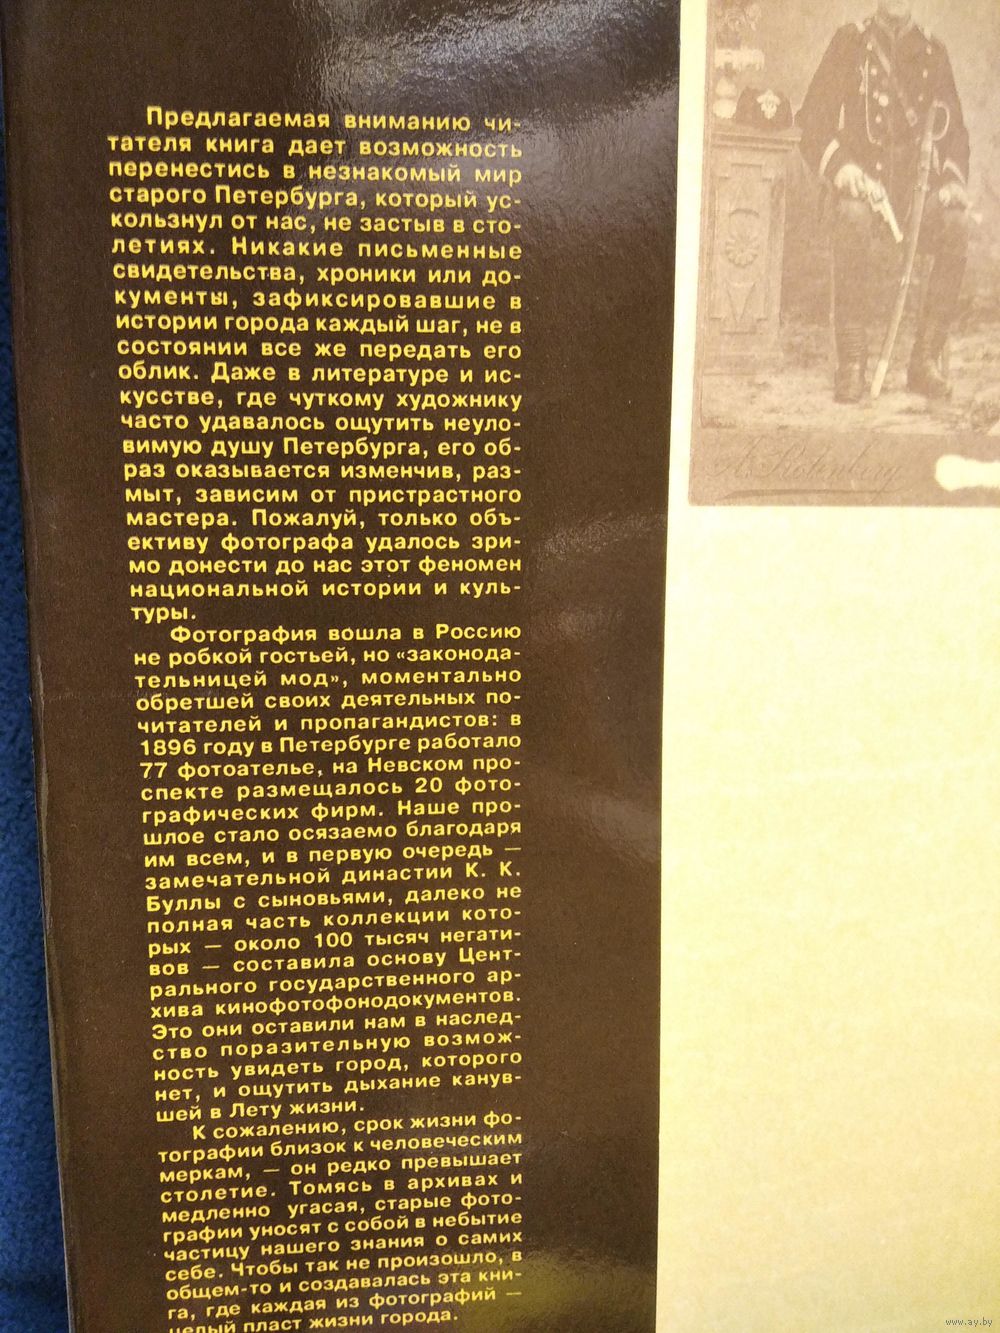 Предлагаемая вниманию чи-
тателя книга дает возможность
перенестись в незнакомый мир
старого Петербурга, который ус-
кользнул от нас, не застыв в сто-
летиях. Никакие письменные
свидетельства, хроники или до-
кументы, зафиксировавшие в
истории города каждый шаг, не в
состоянии все же передать его
облик. Даже в литературе и ис-
кусстве, где чуткому художнику
часто удавалось ощутить неуло-
вимую душу Петербурга, его об-
раз оказывается изменчив, раз-
мыт, зависим от пристрастного
мастера. Пожалуй, только объ-
ективу фотографа удалось зри-
мо донести до нас этот феномен
национальной истории и куль-
туры.
Фотография вошла в Россию
не робкой гостьей, но «законода-
тельницей мод», моментально
обретшей своих деятельных по-
читателей и пропагандистов: в
1896 году в Петербурге работало
77 фотоателье, на Невском про-
спекте размещалось 20 фото-
графических фирм. Наше про-
шлое стало осязаемо благодаря
им всем, и в первую очередь —
замечательной династии К. К.
Буллы с сыновьями, далеко не
полная часть коллекции кото-
рых — около 100 тысяч негати-
вов — составила основу Цент-
рального государственного ар-
хива кинофотофонодокументов.
Это они оставили нам в наслед-
ство поразительную возмож-
ность увидеть город, которого
нет, и ощутить дыхание канув-
шей в Лету жизни.
К сожалению, срок жизни фо-
тографии близок к человеческим
меркам, — он редко превышает
столетие. Томясь в архивах и
медленно угасая, старые фото-
графии уносят с собой в небытие
частицу нашего знания о самих
себе. Чтобы так не произошло, в
общем-то и создавалась эта кни-
га, где каждая из фотографий —
целый пласт жизни города.
www.ay.by